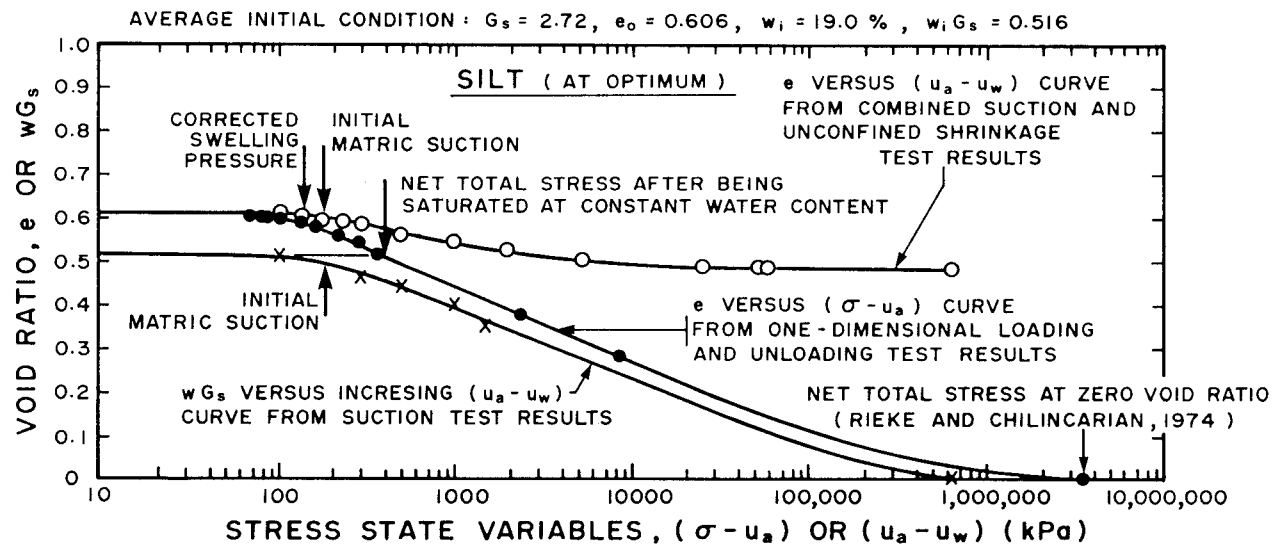 AVERAGE INITIAL CONDITION: Gs = 2.72, eo = 0.606, wi = 19.0 %, wiGs = 0.516
VOID RATIO, e OR wGs
1.0
0.9
0.8
0.7
0.6
0.5
0.4
0.3
0.2
0.1
0
SILT (AT OPTIMUM)
e VERSUS (ua - uw) CURVE
FROM COMBINED SUCTION AND
UNCONFINED SHRINKAGE
TEST RESULTS
CORRECTED
SWELLING
PRESSURE
INITIAL
MATRIC SUCTION
NET TOTAL STRESS AFTER BEING
SATURATED AT CONSTANT WATER CONTENT
INITIAL
MATRIC SUCTION
e VERSUS (σ - ua) CURVE
FROM ONE-DIMENSIONAL LOADING
AND UNLOADING TEST RESULTS
wGs VERSUS INCRESING (ua - uw)
CURVE FROM SUCTION TEST RESULTS
NET TOTAL STRESS AT ZERO VOID RATIO
(RIEKE AND CHILINCARIAN, 1974)
10 100 1000 10000 100,000 1,000,000 10,000,000
STRESS STATE VARIABLES, (σ - ua) OR (ua - uw) (kPa)